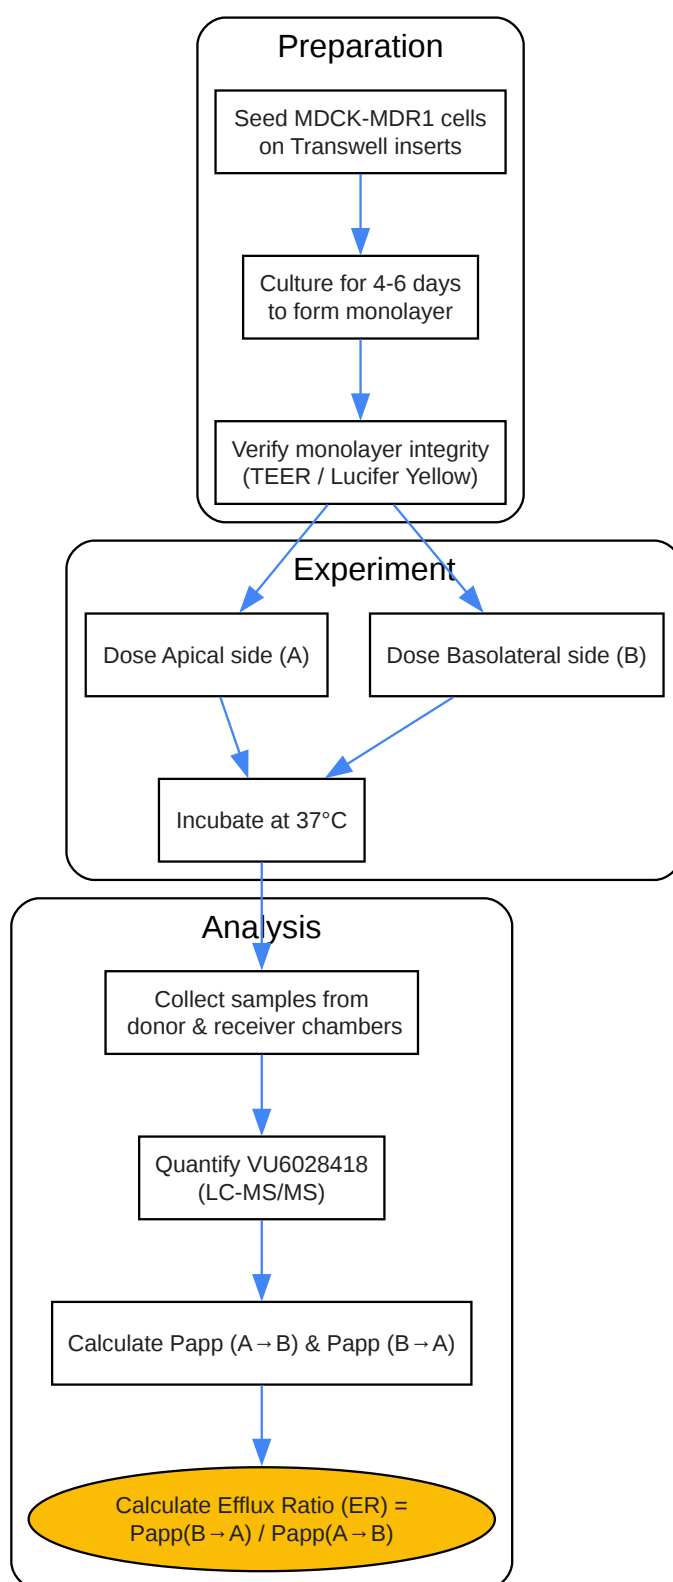 Preparation
Seed MDCK-MDR1 cells
on Transwell inserts
Culture for 4-6 days
to form monolayer
Verify monolayer integrity
(TEER / Lucifer Yellow)
Experiment
Dose Apical side (A)
Dose Basolateral side (B)
Incubate at 37°C
Analysis
Collect samples from
donor & receiver chambers
Quantify VU6028418
(LC-MS/MS)
Calculate Papp (A→B) & Papp (B→A)
Calculate Efflux Ratio (ER) =
Papp(B→A) / Papp(A→B)